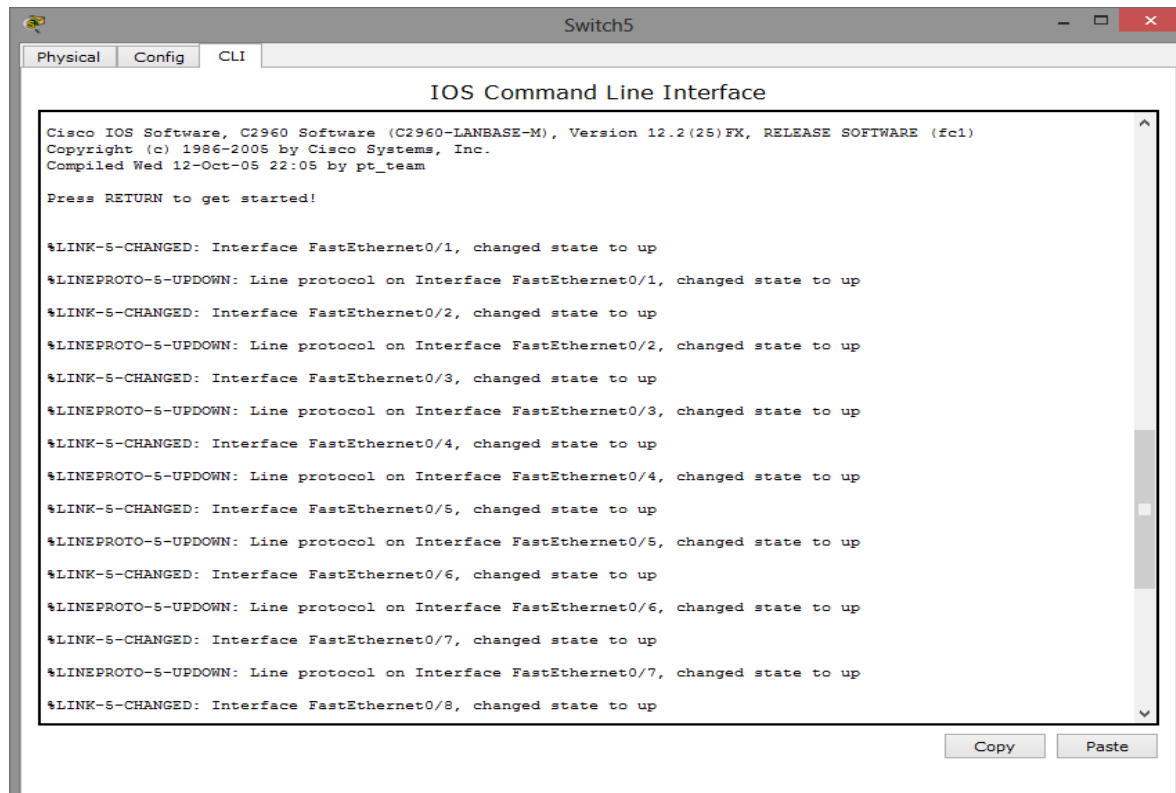 Switch5
Physical Config CLI
IOS Command Line Interface
Cisco IOS Software, C2960 Software (C2960-LANBASE-M), Version 12.2(25)FX, RELEASE SOFTWARE (fc1)
Copyright (c) 1986-2005 by Cisco Systems, Inc.
Compiled Wed 12-Oct-05 22:05 by pt_team
Press RETURN to get started!
%LINK-5-CHANGED: Interface FastEthernet0/1, changed state to up
%LINEPROTO-5-UPDOWN: Line protocol on Interface FastEthernet0/1, changed state to up
%LINK-5-CHANGED: Interface FastEthernet0/2, changed state to up
%LINEPROTO-5-UPDOWN: Line protocol on Interface FastEthernet0/2, changed state to up
%LINK-5-CHANGED: Interface FastEthernet0/3, changed state to up
%LINEPROTO-5-UPDOWN: Line protocol on Interface FastEthernet0/3, changed state to up
%LINK-5-CHANGED: Interface FastEthernet0/4, changed state to up
%LINEPROTO-5-UPDOWN: Line protocol on Interface FastEthernet0/4, changed state to up
%LINK-5-CHANGED: Interface FastEthernet0/5, changed state to up
%LINEPROTO-5-UPDOWN: Line protocol on Interface FastEthernet0/5, changed state to up
%LINK-5-CHANGED: Interface FastEthernet0/6, changed state to up
%LINEPROTO-5-UPDOWN: Line protocol on Interface FastEthernet0/6, changed state to up
%LINK-5-CHANGED: Interface FastEthernet0/7, changed state to up
%LINEPROTO-5-UPDOWN: Line protocol on Interface FastEthernet0/7, changed state to up
%LINK-5-CHANGED: Interface FastEthernet0/8, changed state to up
Copy Paste